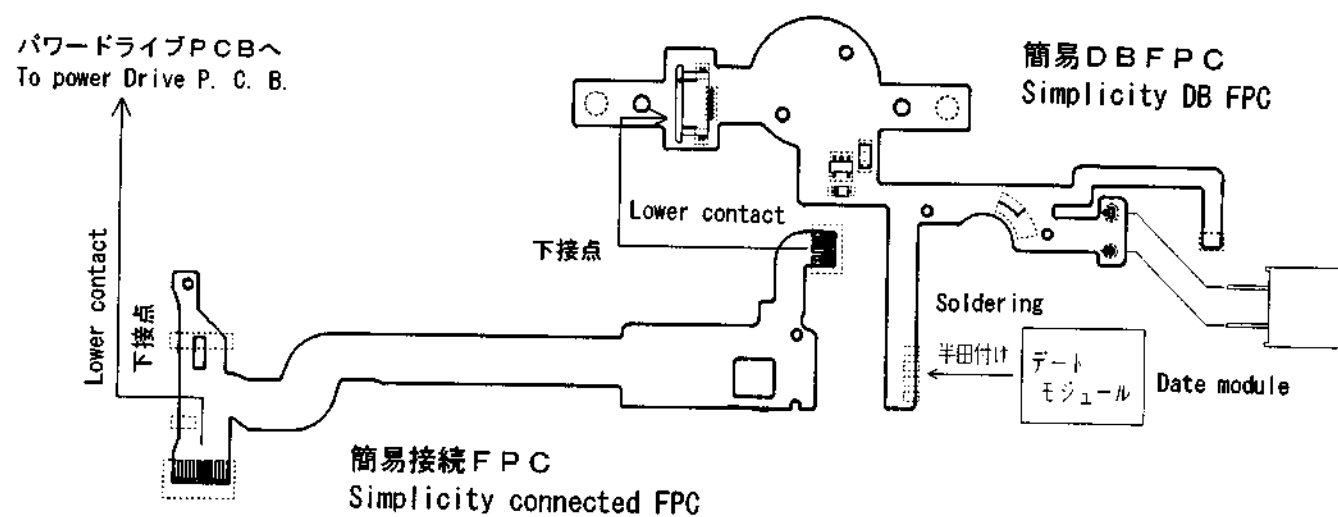 パワードライブPCBへ
To power Drive P. C. B.
簡易DBFPC
Simplicity DB FPC
Lower contact
下接点
Lower contact
下接点
Soldering
半田付け
デート
モジュール
Date module
簡易接続FPC
Simplicity connected FPC